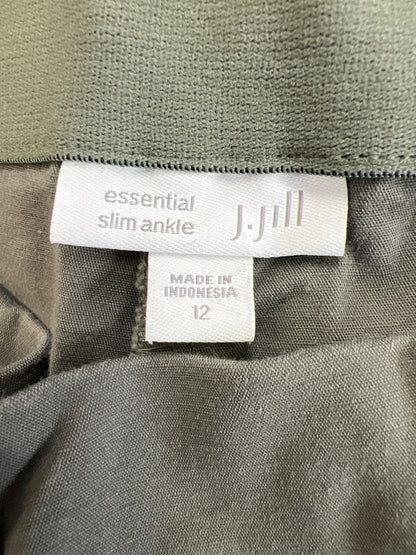 essential
slim ankle
J.Jill
MADE IN
INDONESIA
12